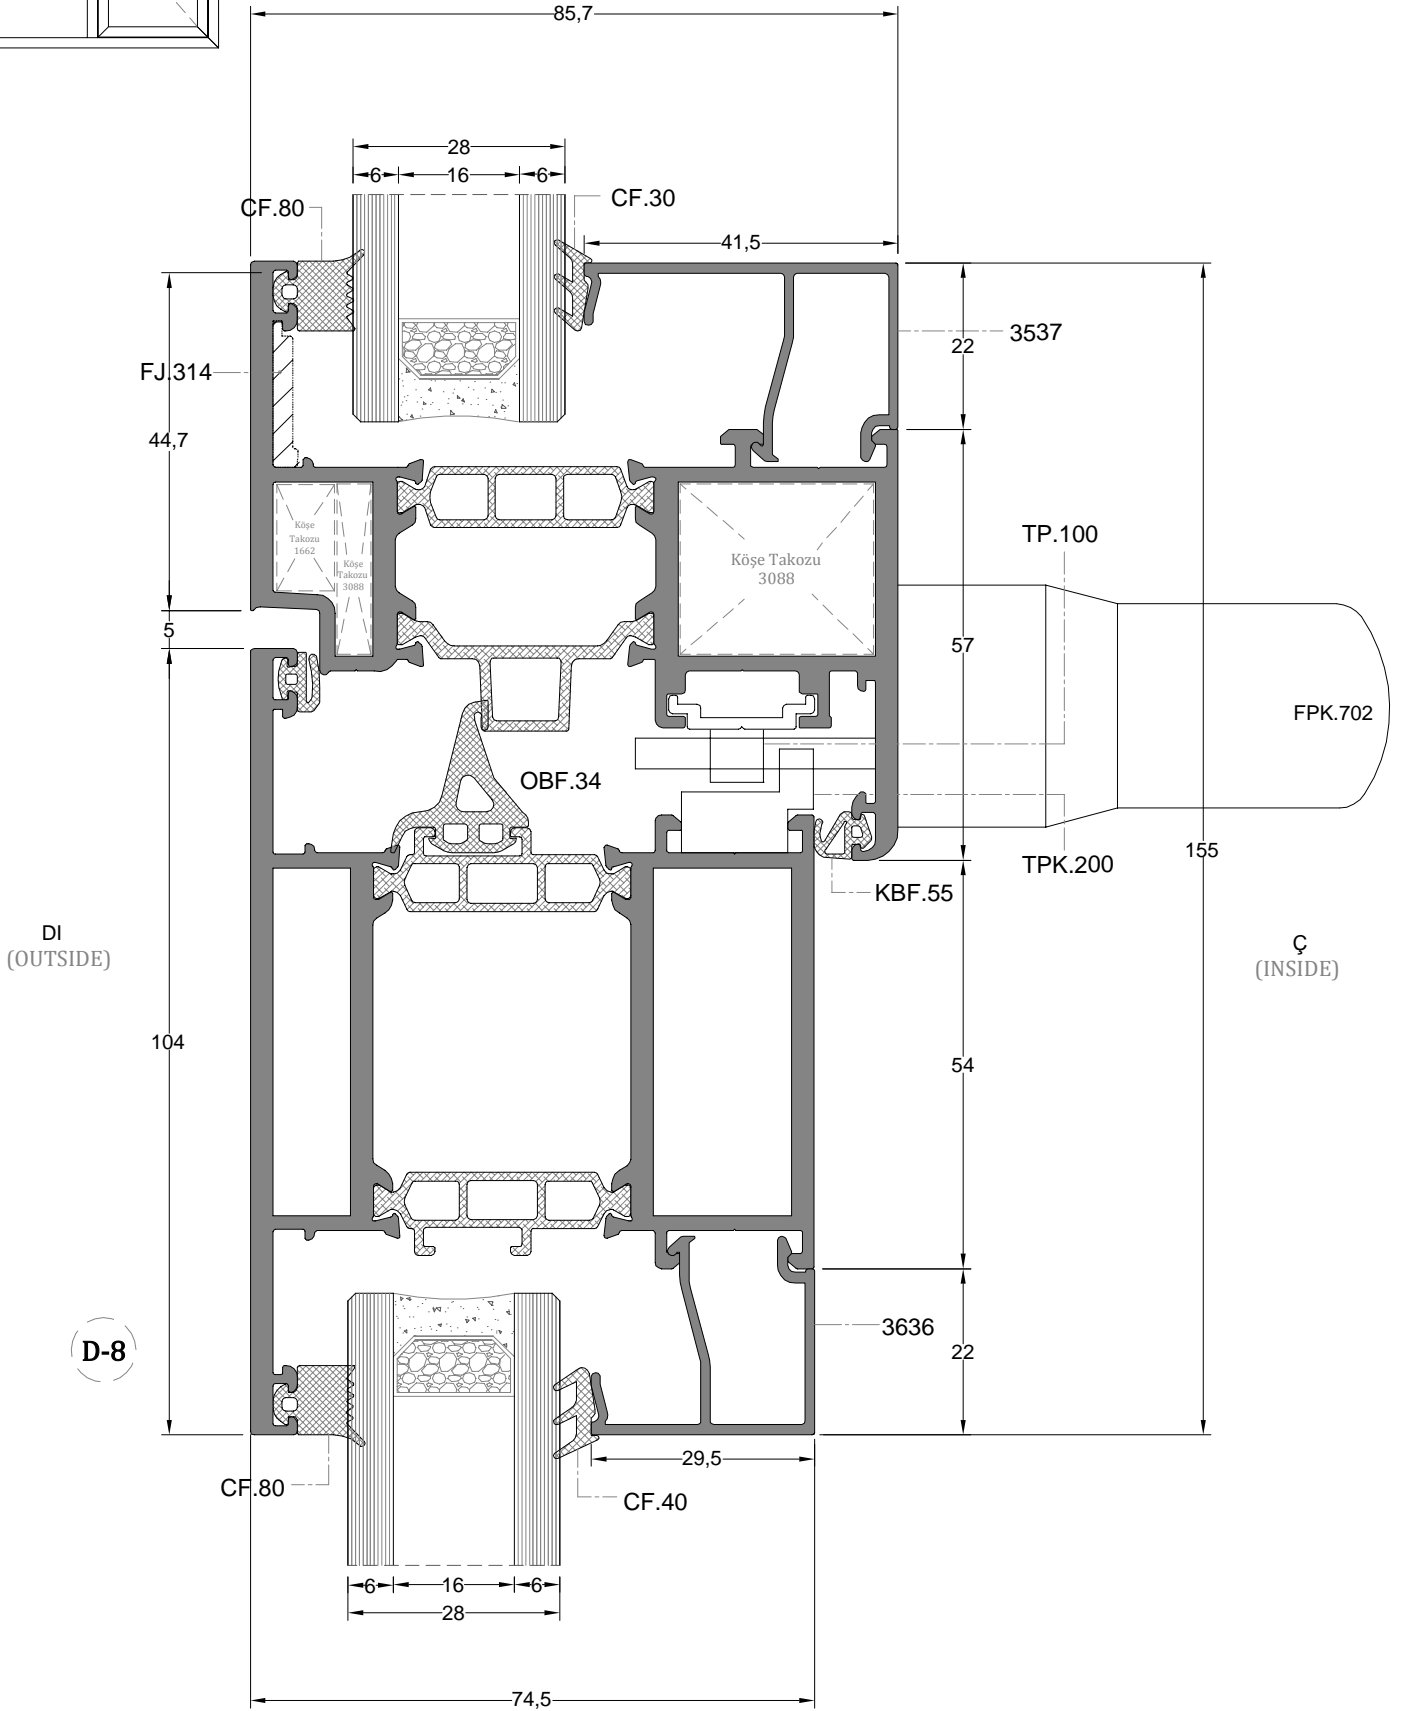 85,7
28
6 16 6
CF.80
CF.30
41,5
3537
22
FJ.314
44,7
Köşe
Takozu
1662
Köşe
Takozu
3088
Köşe Takozu
3088
TP.100
5
57
FPK.702
OBF.34
155
TPK.200
KBF.55
DI
(OUTSIDE)
Ç
(INSIDE)
104
54
3636
D-8
22
29,5
CF.80
CF.40
6 16 6
28
74,5